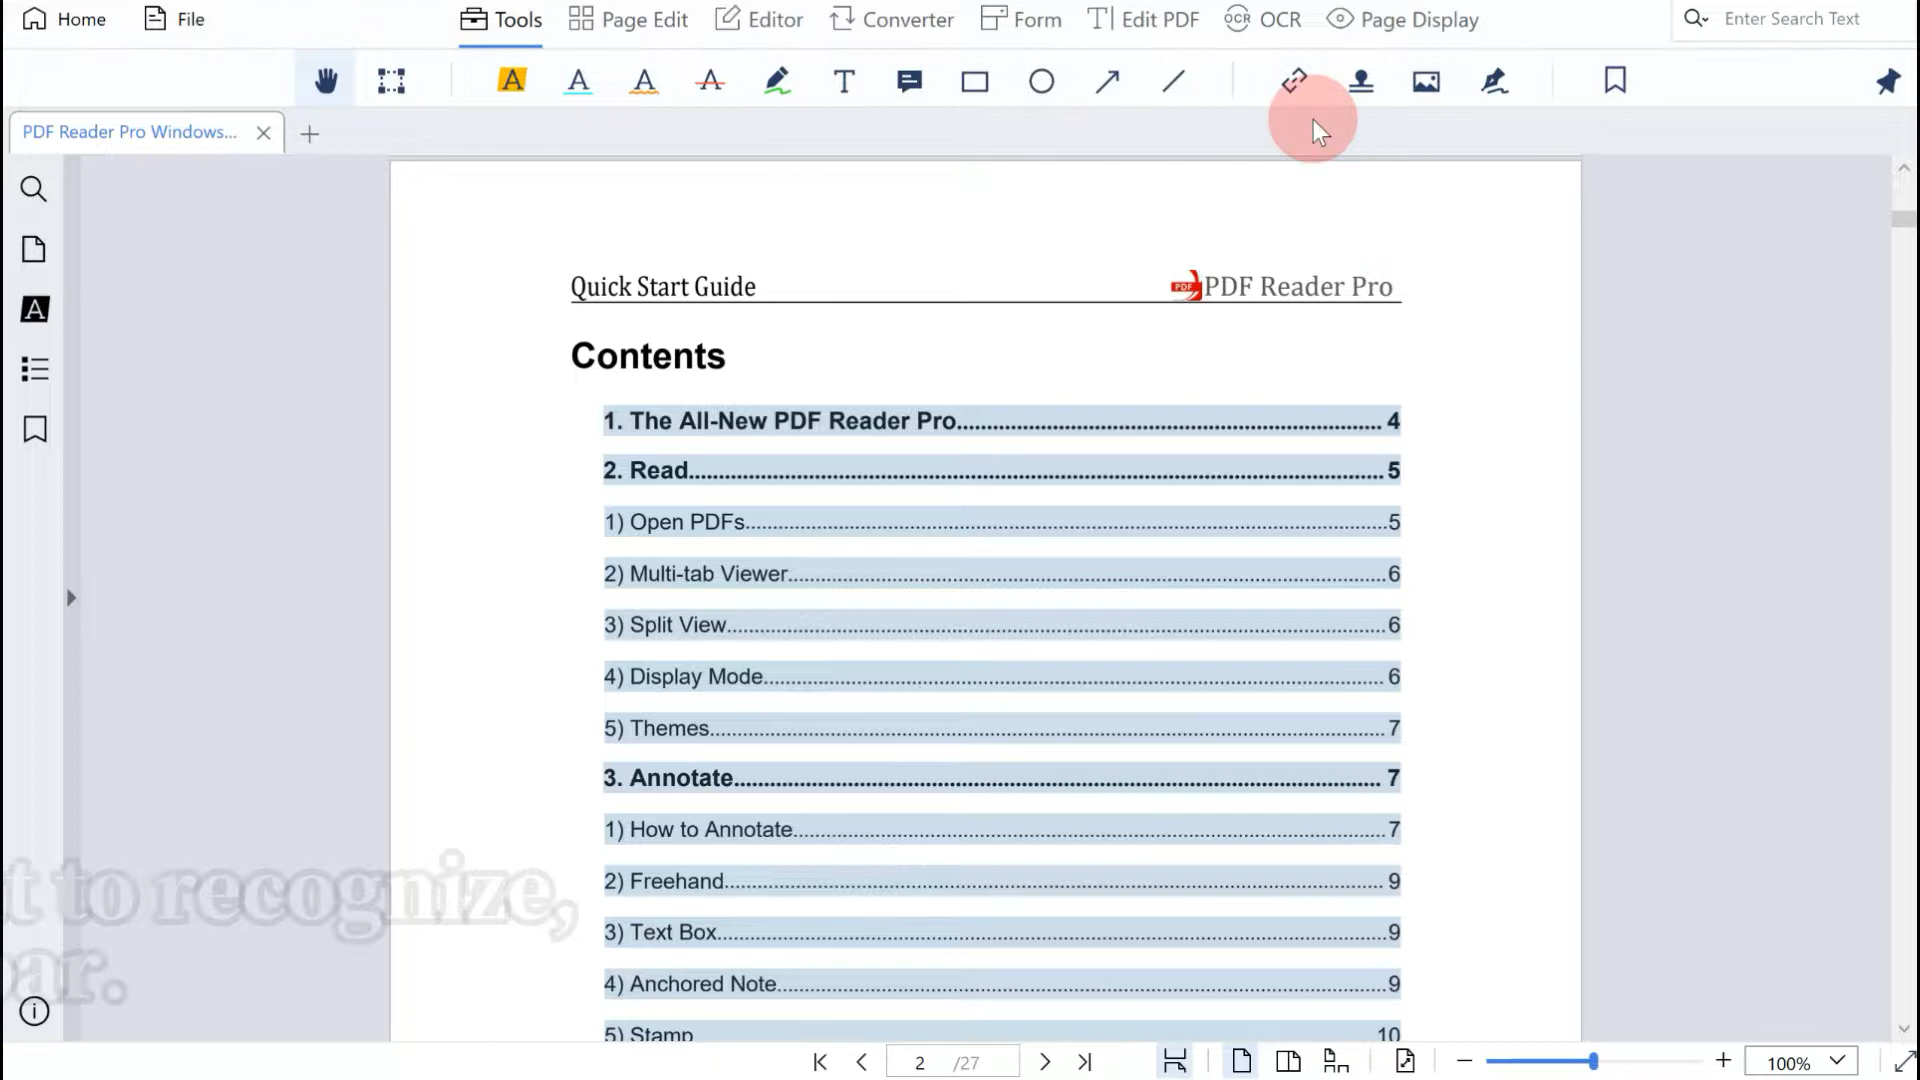 Home File Tools Page Edit Editor Converter Form Edit PDF OCR OCR Page Display Enter Search Text
PDF Reader Pro Windows...
Quick Start Guide PDF PDF Reader Pro
Contents
1. The All-New PDF Reader Pro.................... 4
2. Read.................... 5
1) Open PDFs....................5
2) Multi-tab Viewer....................6
3) Split View....................6
4) Display Mode.................... 6
5) Themes.................... 7
3. Annotate.................... 7
1) How to Annotate....................7
2) Freehand.................... 9
to recognize,
3) Text Box....................9
4) Anchored Note....................9
5) Stamp 10
2 /27 100%